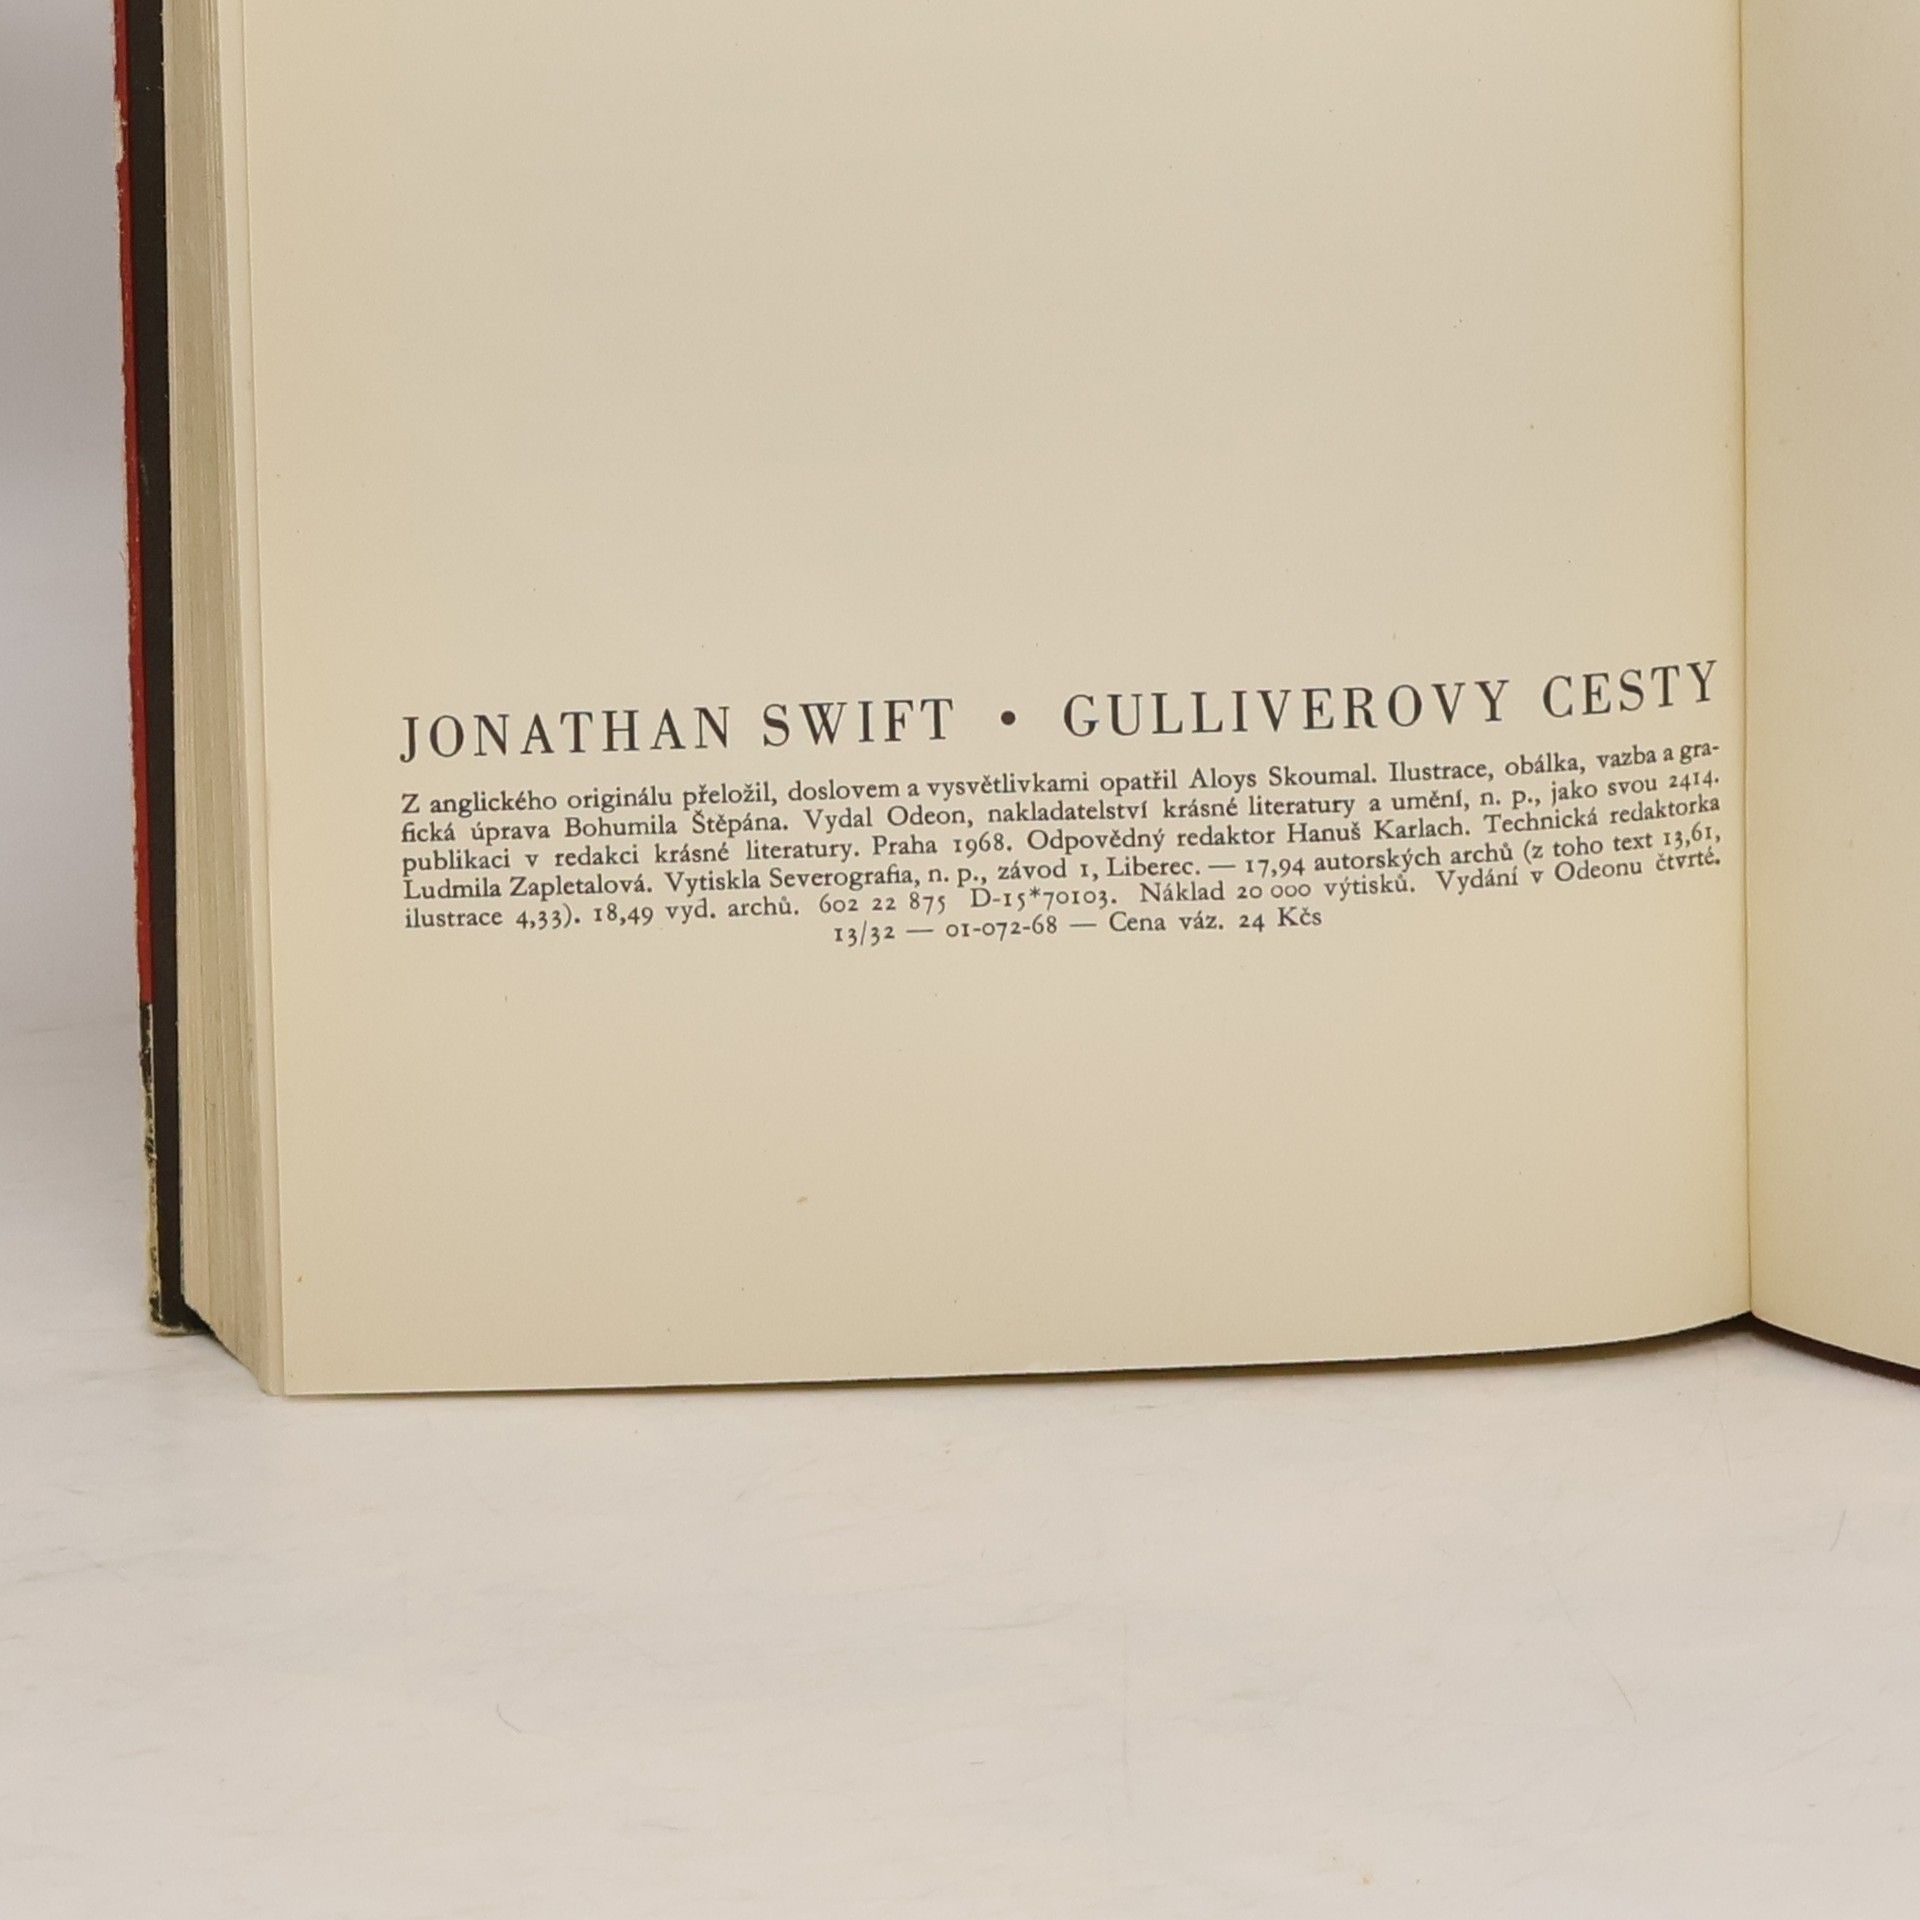 JONATHAN SWIFT • GULLIVEROVY CESTY
Z anglického originálu přeložil, doslovem a vysvětlivkami opatřil Aloys Skoumal. Ilustrace, obálka, vazba a gra-
fická úprava Bohumila Štěpána. Vydal Odeon, nakladatelství krásné literatury a umění, n. p., jako svou 2414.
publikaci v redakci krásné literatury. Praha 1968. Odpovědný redaktor Hanuš Karlach. Technická redaktorka
Ludmila Zapletalová. Vytiskla Severografia, n. p., závod 1, Liberec. — 17,94 autorských archů (z toho text 13,61,
ilustrace 4,33). 18,49 vyd. archů. 602 22 875 D-15*70103. Náklad 20 000 výtisků. Vydání v Odeonu čtvrté.
13/32 — 01-072-68 — Cena váz. 24 Kčs